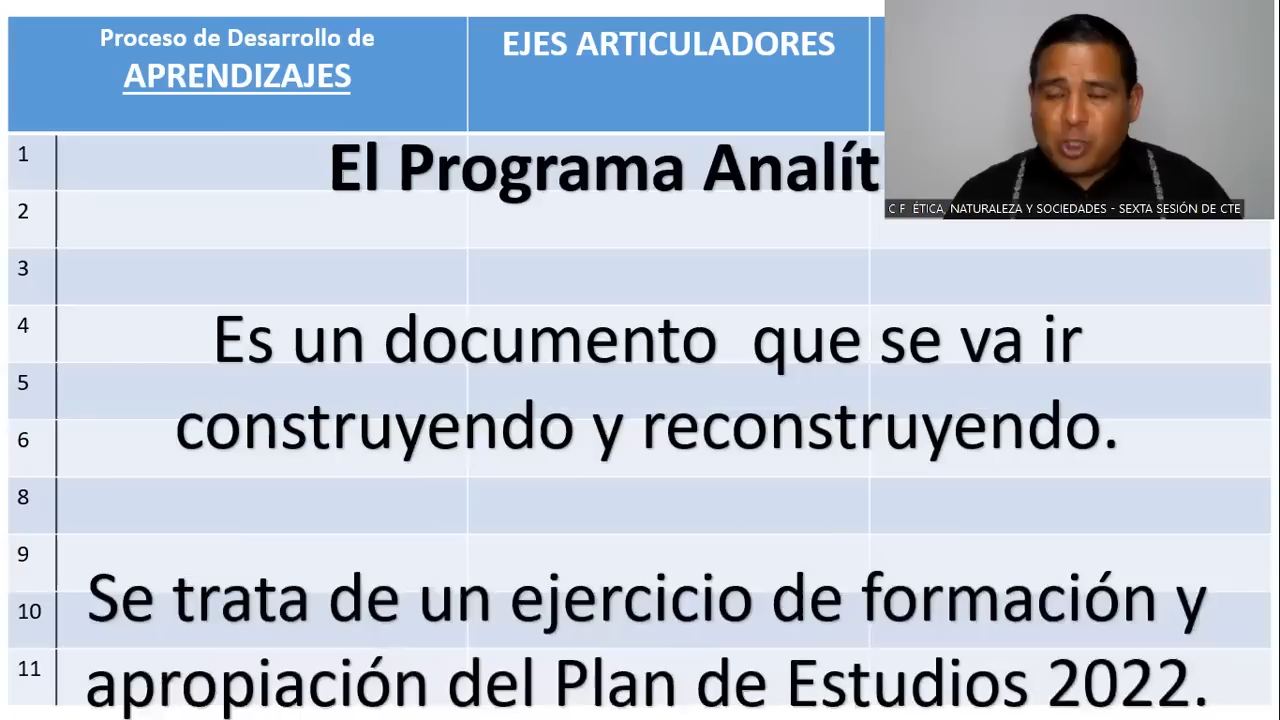 Proceso de Desarrollo de
APRENDIZAJES
EJES ARTICULADORES
C F ÉTICA, NATURALEZA Y SOCIEDADES - SEXTA SESIÓN DE CTE
1
El Programa Analít
2
3
4
Es un documento que se va ir
5
construyendo y reconstruyendo.
6
8
9
10
Se trata de un ejercicio de formación y
11
apropiación del Plan de Estudios 2022.